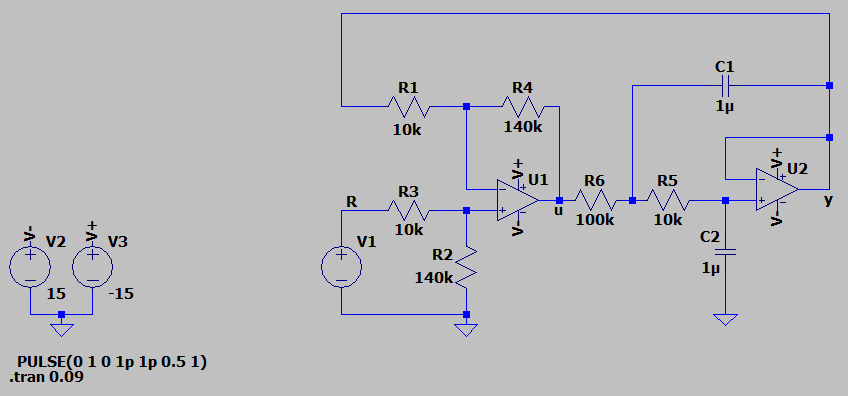 C1
1µ
R1
10k
R4
140k
V+
U1
V-
R
R3
10k
u
R6
100k
R5
10k
V+
U2
V-
y
V-
V2
15
V+
V3
-15
V1
R2
140k
C2
1µ
PULSE(0 1 0 1p 1p 0.5 1)
.tran 0.09